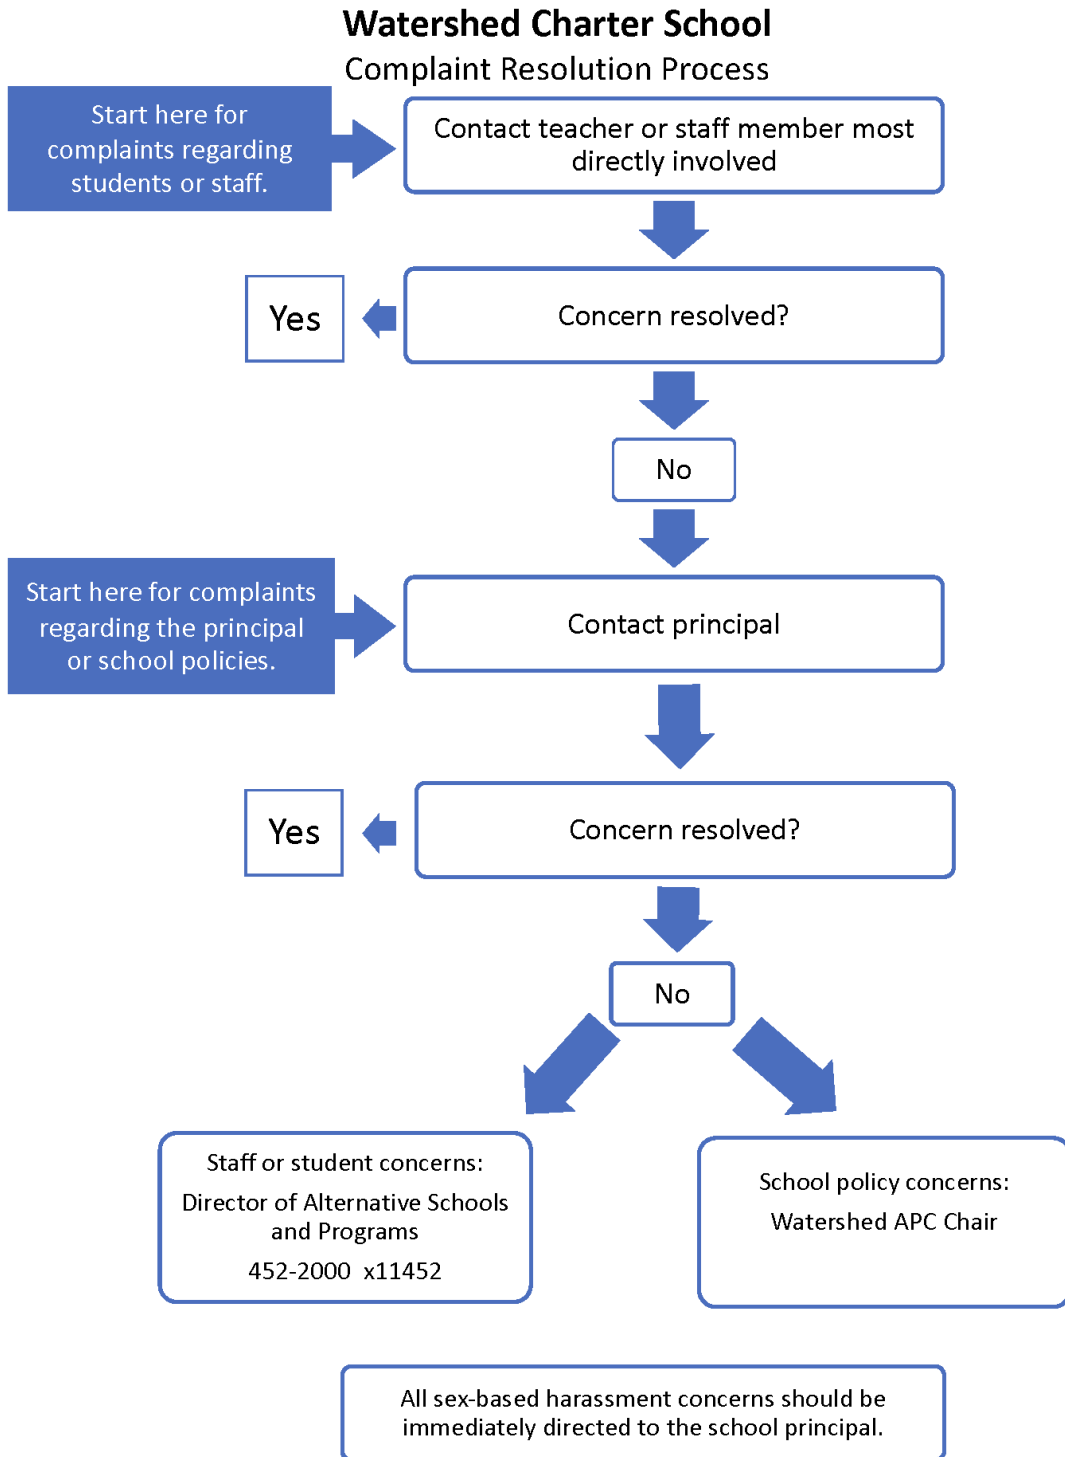 Watershed Charter School
Complaint Resolution Process
Start here for
complaints regarding
students or staff.
Contact teacher or staff member most
directly involved
Yes
Concern resolved?
No
Start here for complaints
regarding the principal
or school policies.
Contact principal
Yes
Concern resolved?
No
Staff or student concerns:
Director of Alternative Schools
and Programs
452-2000 x11452
School policy concerns:
Watershed APC Chair
All sex-based harassment concerns should be
immediately directed to the school principal.